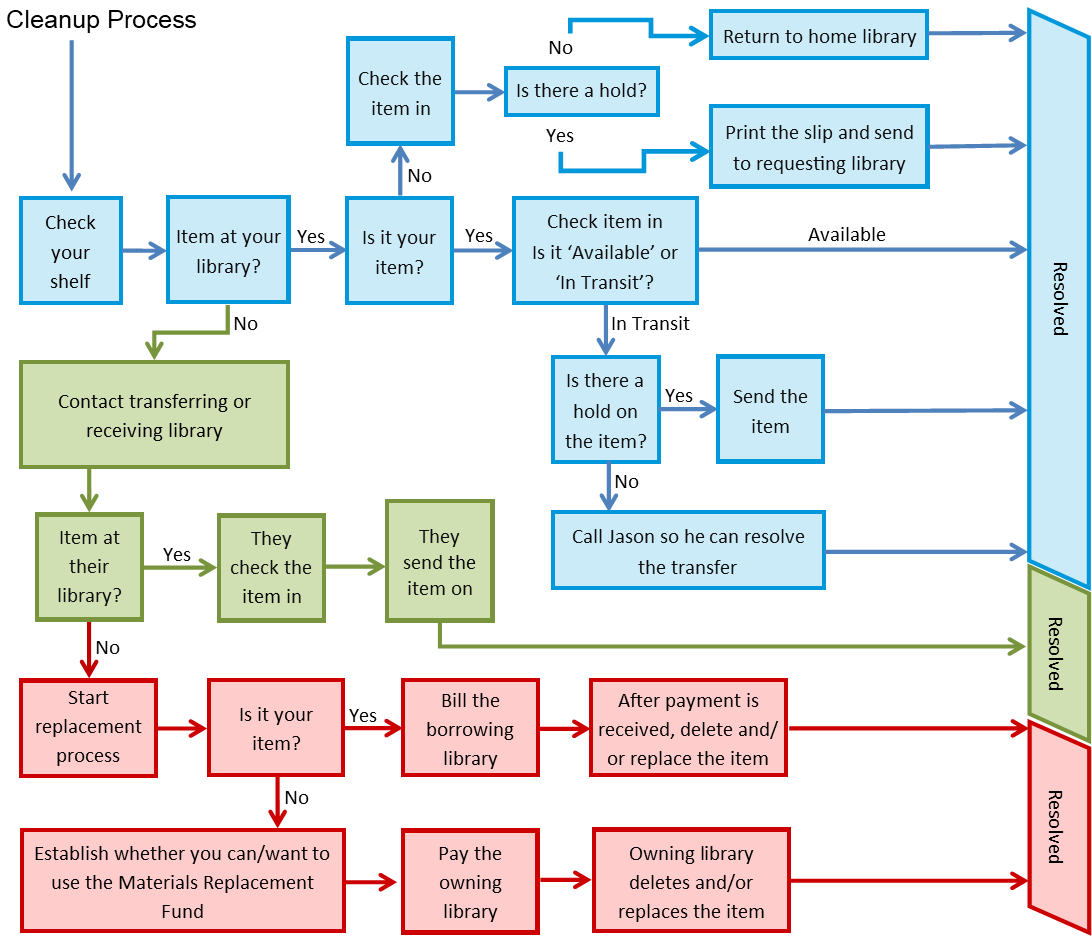 Cleanup Process
No
Return to home library
Check the
item in
Is there a hold?
Yes
Print the slip and send
to requesting library
No
Check
your
shelf
Item at your
library?
Yes
Is it your
item?
Yes
Check item in
Is it ‘Available’ or
‘In Transit’?
Available
Resolved
No
In Transit
Contact transferring or
receiving library
Is there a
hold on
the item?
Yes
Send the
item
No
Call Jason so he can resolve
the transfer
Item at
their
library?
Yes
They
check the
item in
They
send the
item on
Resolved
No
Start
replacement
process
Is it your
item?
Yes
Bill the
borrowing
library
After payment is
received, delete and/
or replace the item
Resolved
No
Establish whether you can/want to
use the Materials Replacement
Fund
Pay the
owning
library
Owning library
deletes and/or
replaces the item